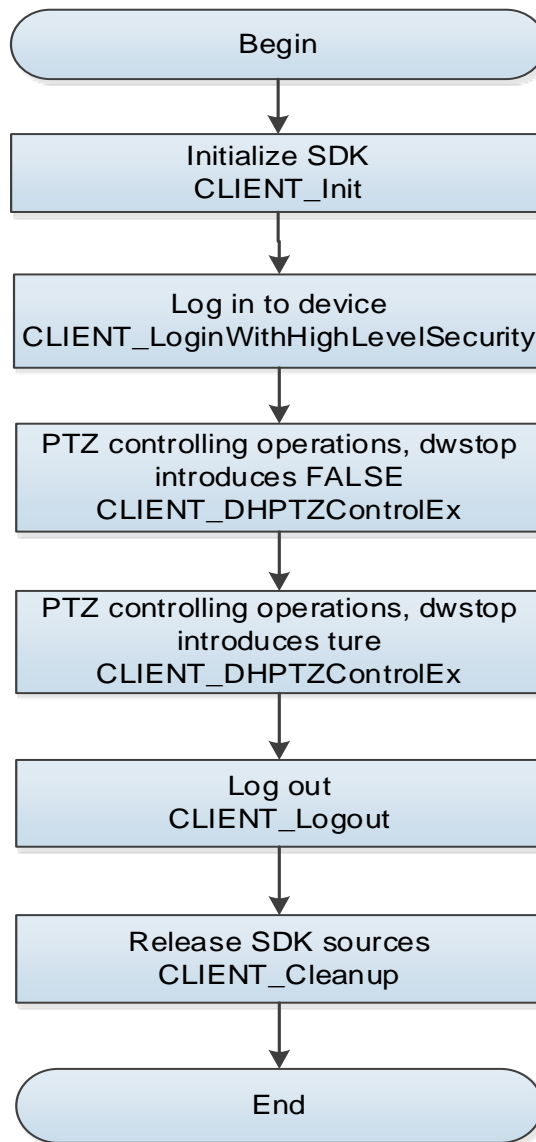 Begin
Initialize SDK
CLIENT_Init
Log in to device
CLIENT_LoginWithHighLevelSecurity
PTZ controlling operations, dwstop
introduces FALSE
CLIENT_DHPTZControlEx
PTZ controlling operations, dwstop
introduces ture
CLIENT_DHPTZControlEx
Log out
CLIENT_Logout
Release SDK sources
CLIENT_Cleanup
End